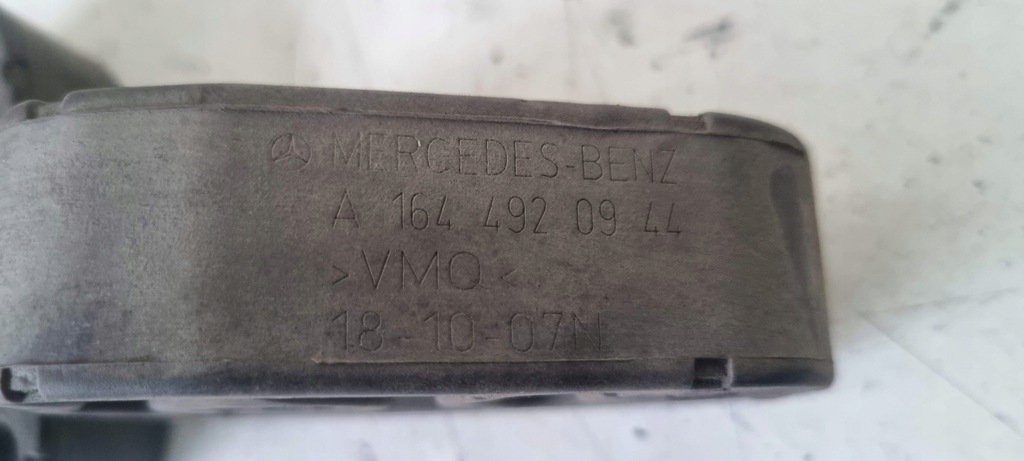 MERCEDES-BENZ
A 164 492 09 44
>VMQ<
18-10-07N